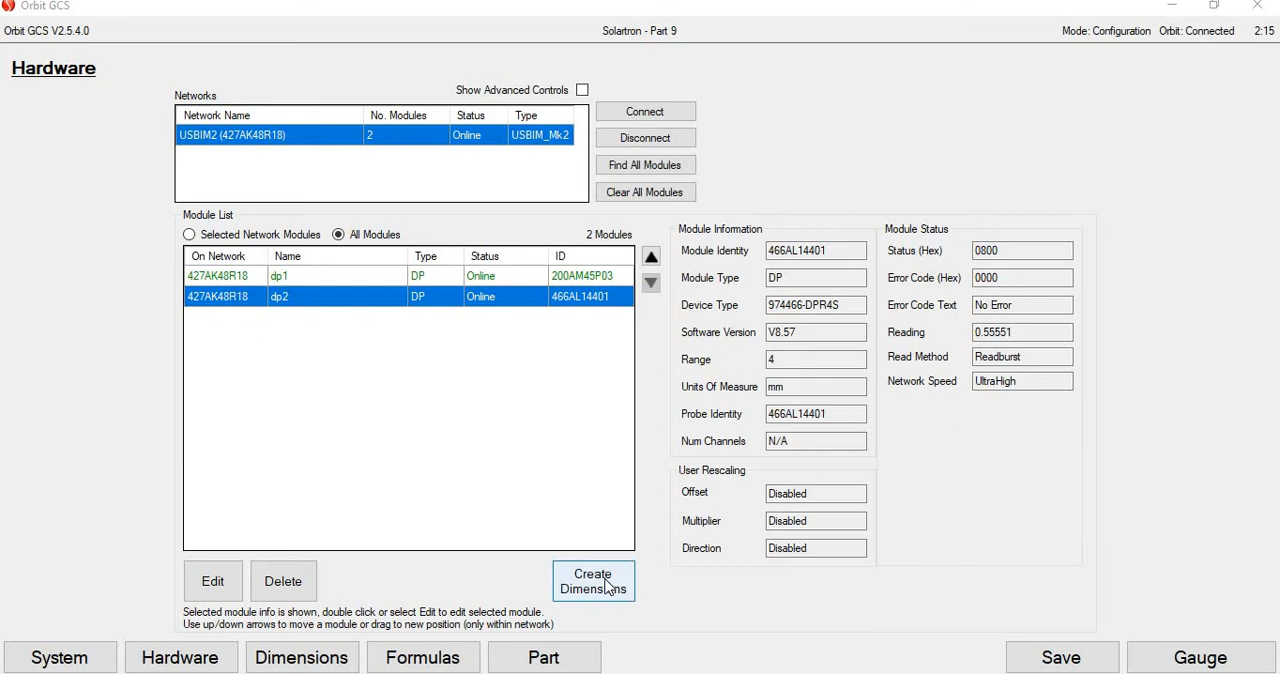 Orbit GCS
Orbit GCS V2.5.4.0 Solartron - Part 9 Mode: Configuration Orbit: Connected 2:15
Hardware
Show Advanced Controls
Networks
Network Name No. Modules Status Type
USBIM2 (427AK48R18) 2 Online USBIM_Mk2
Connect
Disconnect
Find All Modules
Clear All Modules
Module List
Selected Network Modules All Modules 2 Modules
On Network Name Type Status ID
427AK48R18 dp1 DP Online 200AM45P03
427AK48R18 dp2 DP Online 466AL14401
Module Information
Module Identity 466AL14401
Module Type DP
Device Type 974466-DPR4S
Software Version V8.57
Range 4
Units Of Measure mm
Probe Identity 466AL14401
Num Channels N/A
User Rescaling
Offset Disabled
Multiplier Disabled
Direction Disabled
Module Status
Status (Hex) 0800
Error Code (Hex) 0000
Error Code Text No Error
Reading 0.55551
Read Method Readburst
Network Speed UltraHigh
Edit Delete Create
Dimensions
Selected module info is shown, double click or select Edit to edit selected module.
Use up/down arrows to move a module or drag to new position (only within network)
System Hardware Dimensions Formulas Part Save Gauge